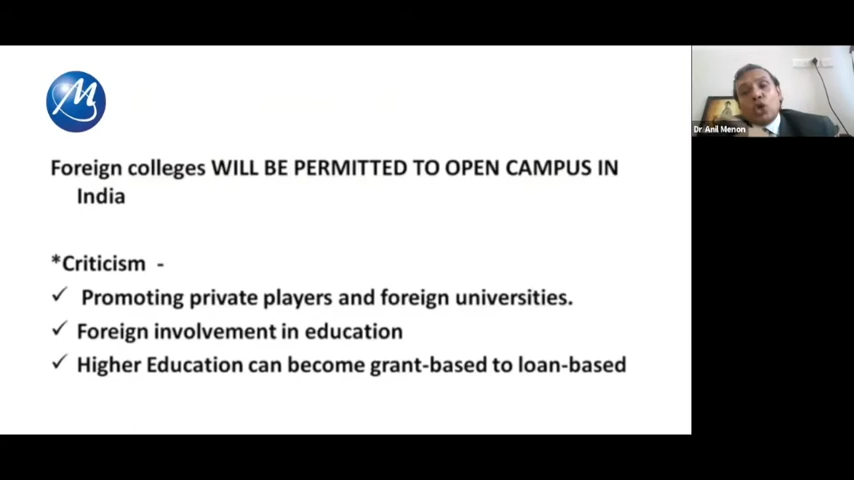 M
Foreign colleges WILL BE PERMITTED TO OPEN CAMPUS IN
India
*Criticism -
✓ Promoting private players and foreign universities.
✓ Foreign involvement in education
✓ Higher Education can become grant-based to loan-based
Dr Anil Menon